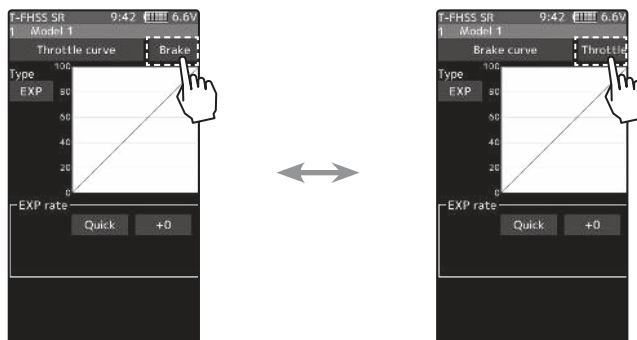 T-FHSS SR 9:42 6.6V
1 Model 1
Throttle curve Brake
Type
EXP
100
80
60
40
20
0
EXP rate
Quick +0
T-FHSS SR 9:42 6.6V
1 Model 1
Brake curve Throttle
Type
EXP
100
80
60
40
20
0
EXP rate
Quick +0